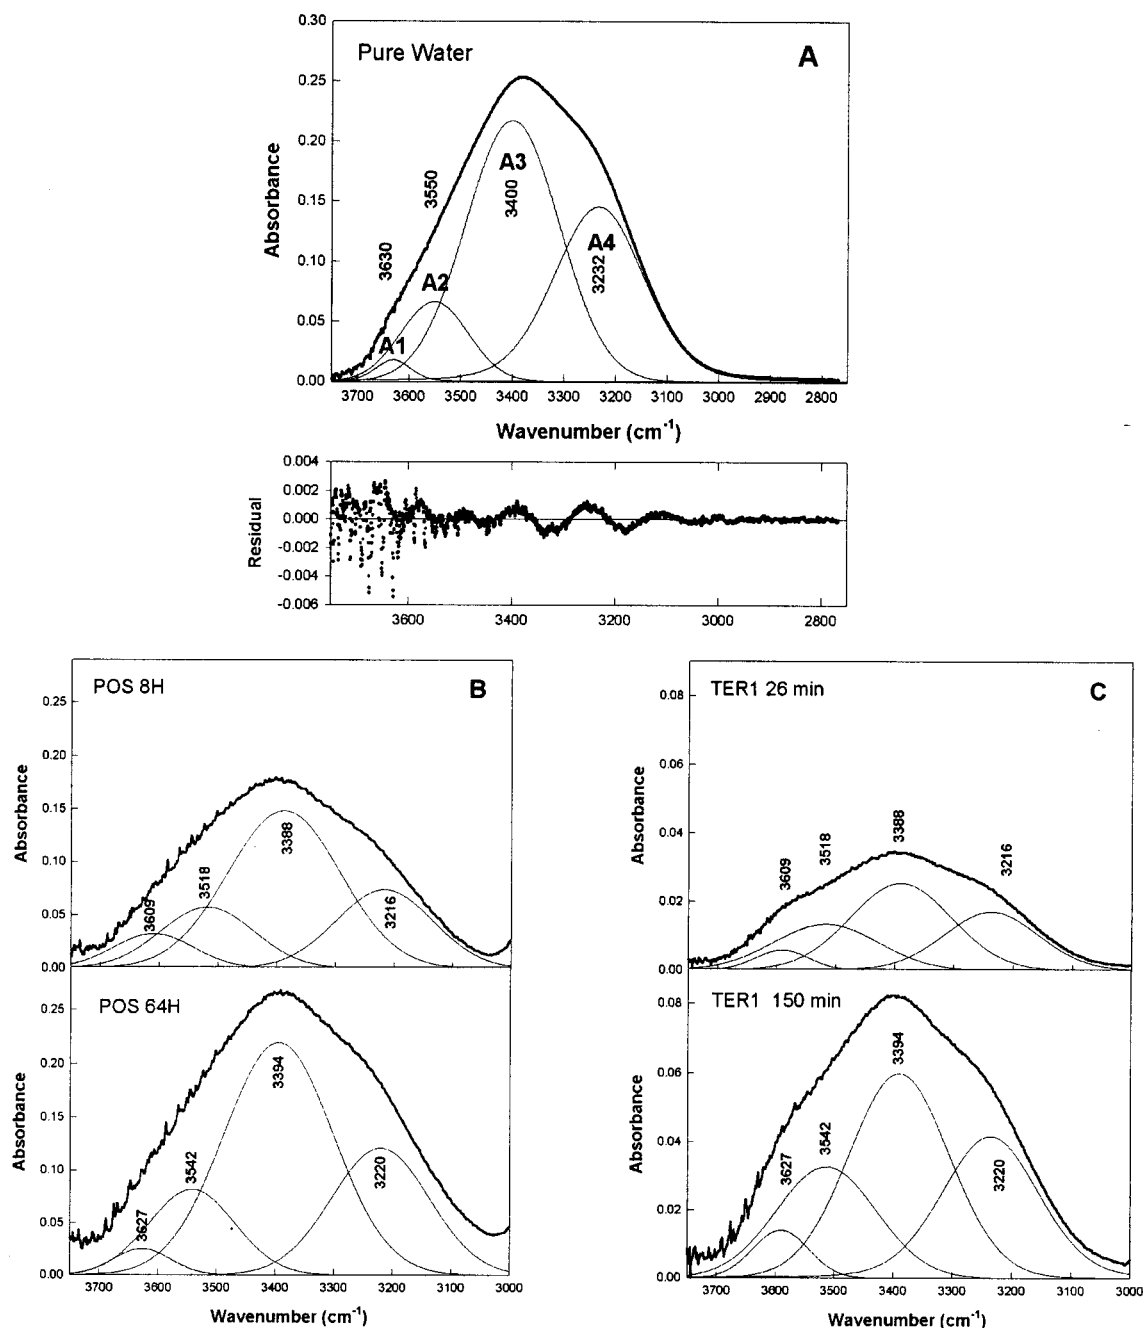 0.30
Pure Water
A
0.25
0.20
0.15
0.10
0.05
0.00
Absorbance
3630
3550
A3
3400
A2
A1
A4
3232
3700 3600 3500 3400 3300 3200 3100 3000 2900 2800
Wavenumber (cm-1)
0.004
0.002
0.000
-0.002
-0.004
-0.006
Residual
3600 3400 3200 3000 2800
POS 8H
B
0.25
0.20
0.15
0.10
0.05
0.00
Absorbance
3609
3518
3388
3216
POS 64H
0.25
0.20
0.15
0.10
0.05
0.00
Absorbance
3627
3542
3394
3220
3700 3600 3500 3400 3300 3200 3100 3000
Wavenumber (cm-1)
TER1 26 min
C
0.08
0.06
0.04
0.02
0.00
Absorbance
3609
3518
3388
3216
TER1 150 min
0.08
0.06
0.04
0.02
0.00
Absorbance
3627
3542
3394
3220
3700 3600 3500 3400 3300 3200 3100 3000
Wavenumber (cm-1)